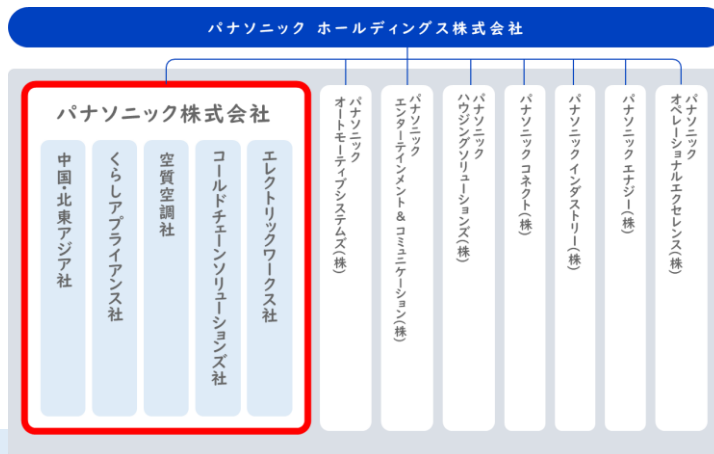 パナソニック ホールディングス株式会社
パナソニック株式会社
中国・北東アジア社
くらしアプライアンス社
空質空調社
コールドチェーンソリューションズ社
エレクトリックワークス社
パナソニック
オートモーティブシステムズ(株)
パナソニック
エンターテインメント&コミュニケーション(株)
パナソニック
ハウジングソリューションズ(株)
パナソニック コネクト(株)
パナソニック インダストリー(株)
パナソニック エナジー(株)
パナソニック
オペレーショナルエクセレンス(株)